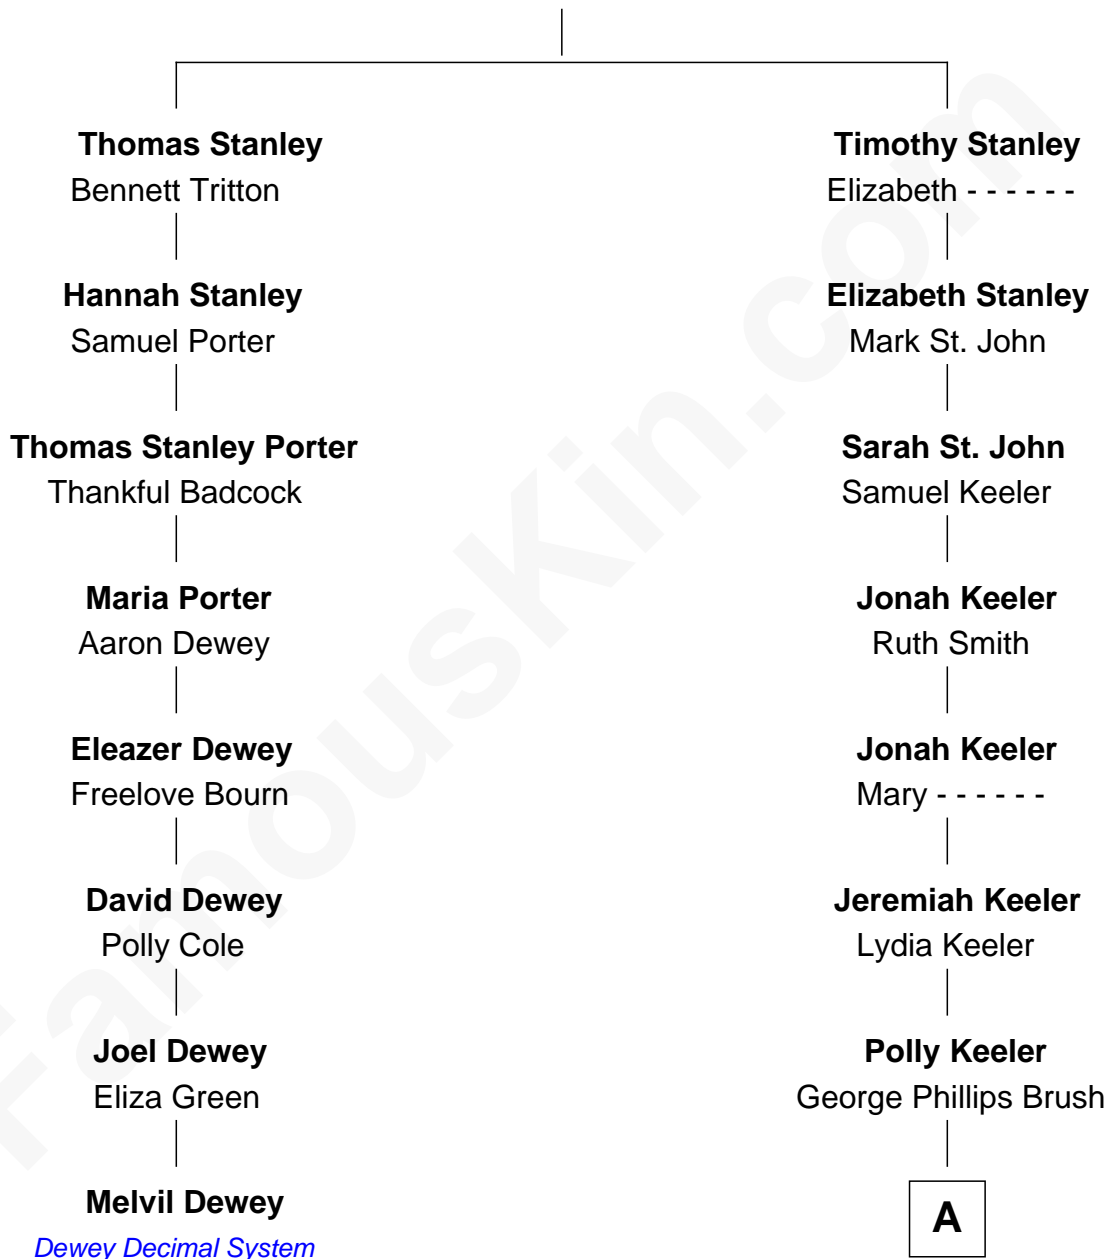 Thomas Stanley
Bennett Tritton
Hannah Stanley
Samuel Porter
Thomas Stanley Porter
Thankful Badcock
Maria Porter
Aaron Dewey
Eleazer Dewey
Freelove Bourn
David Dewey
Polly Cole
Joel Dewey
Eliza Green
Melvil Dewey
Dewey Decimal System
Timothy Stanley
Elizabeth - - - - - -
Elizabeth Stanley
Mark St. John
Sarah St. John
Samuel Keeler
Jonah Keeler
Ruth Smith
Jonah Keeler
Mary - - - - - -
Jeremiah Keeler
Lydia Keeler
Polly Keeler
George Phillips Brush
A
FamousKin.com